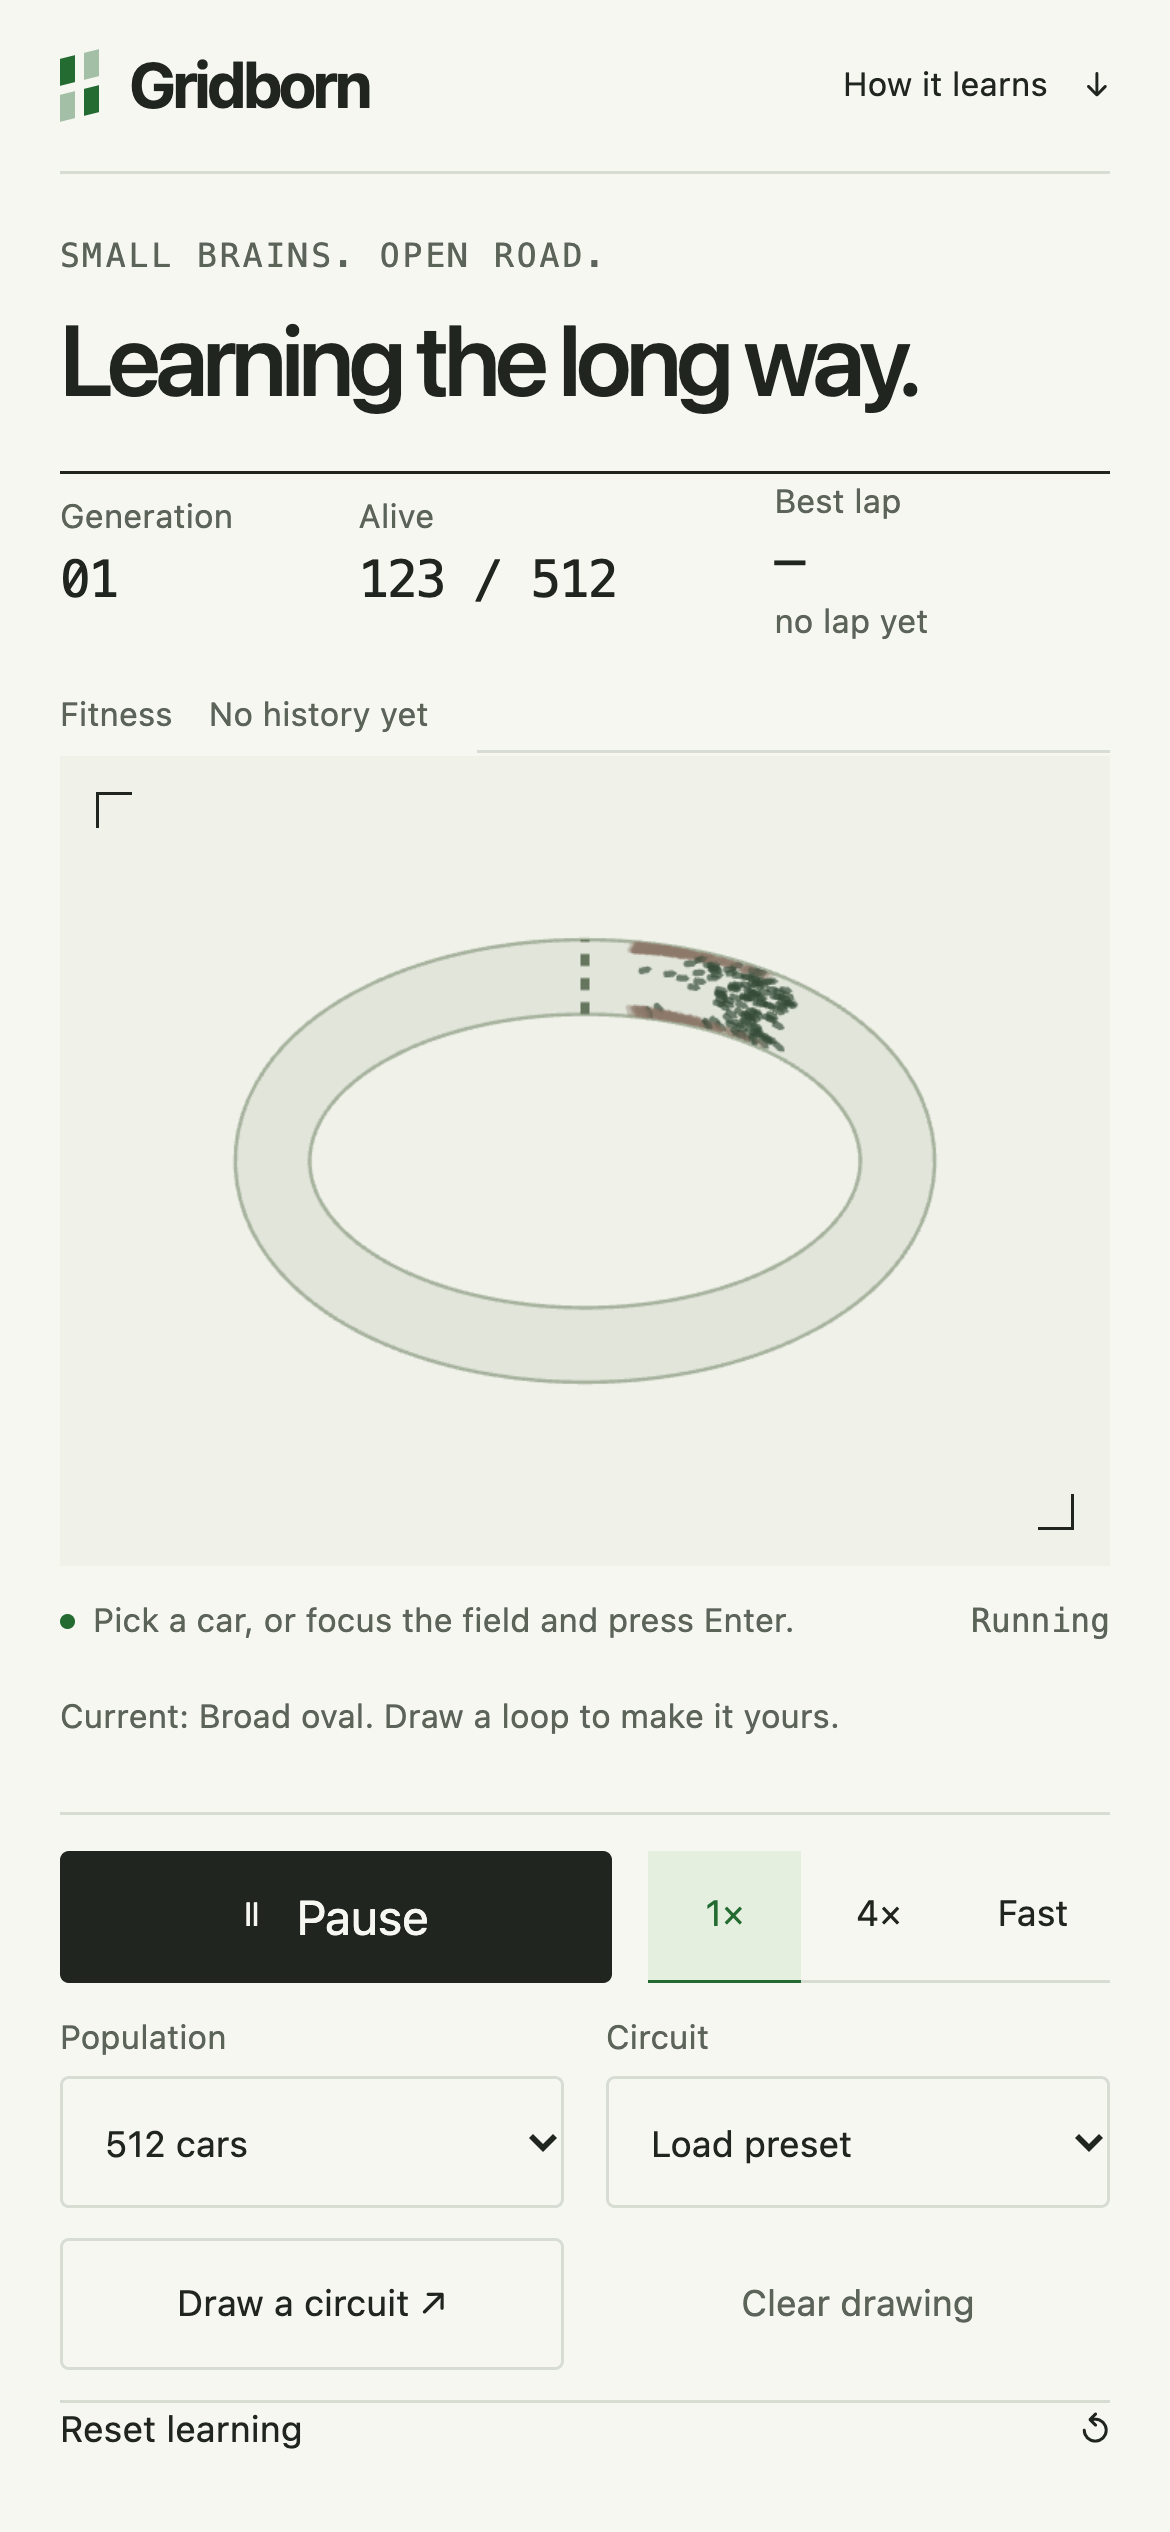 Gridborn
How it learns ↓
SMALL BRAINS. OPEN ROAD.
Learning the long way.
Generation Alive Best lap
01 123 / 512 —
no lap yet
Fitness No history yet
Pick a car, or focus the field and press Enter. Running
Current: Broad oval. Draw a loop to make it yours.
Pause 1× 4× Fast
Population Circuit
512 cars Load preset
Draw a circuit ↗ Clear drawing
Reset learning